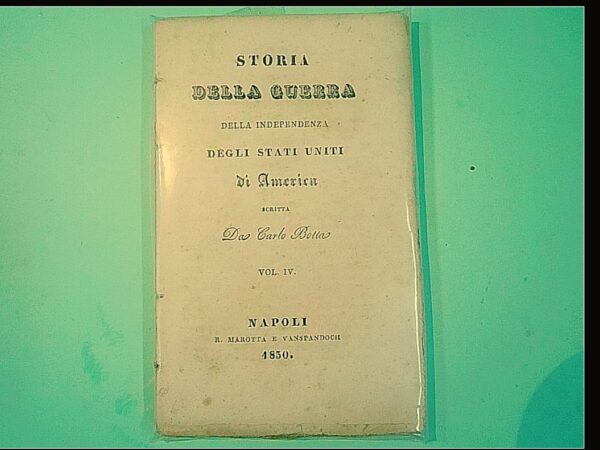 STORIA
DELLA GUERRA
DELLA INDEPENDENZA
DEGLI STATI UNITI
di America
SCRITTA
Da Carlo Botta
VOL. IV.
NAPOLI
R. MAROTTA E VANSPANDOCH
1830.